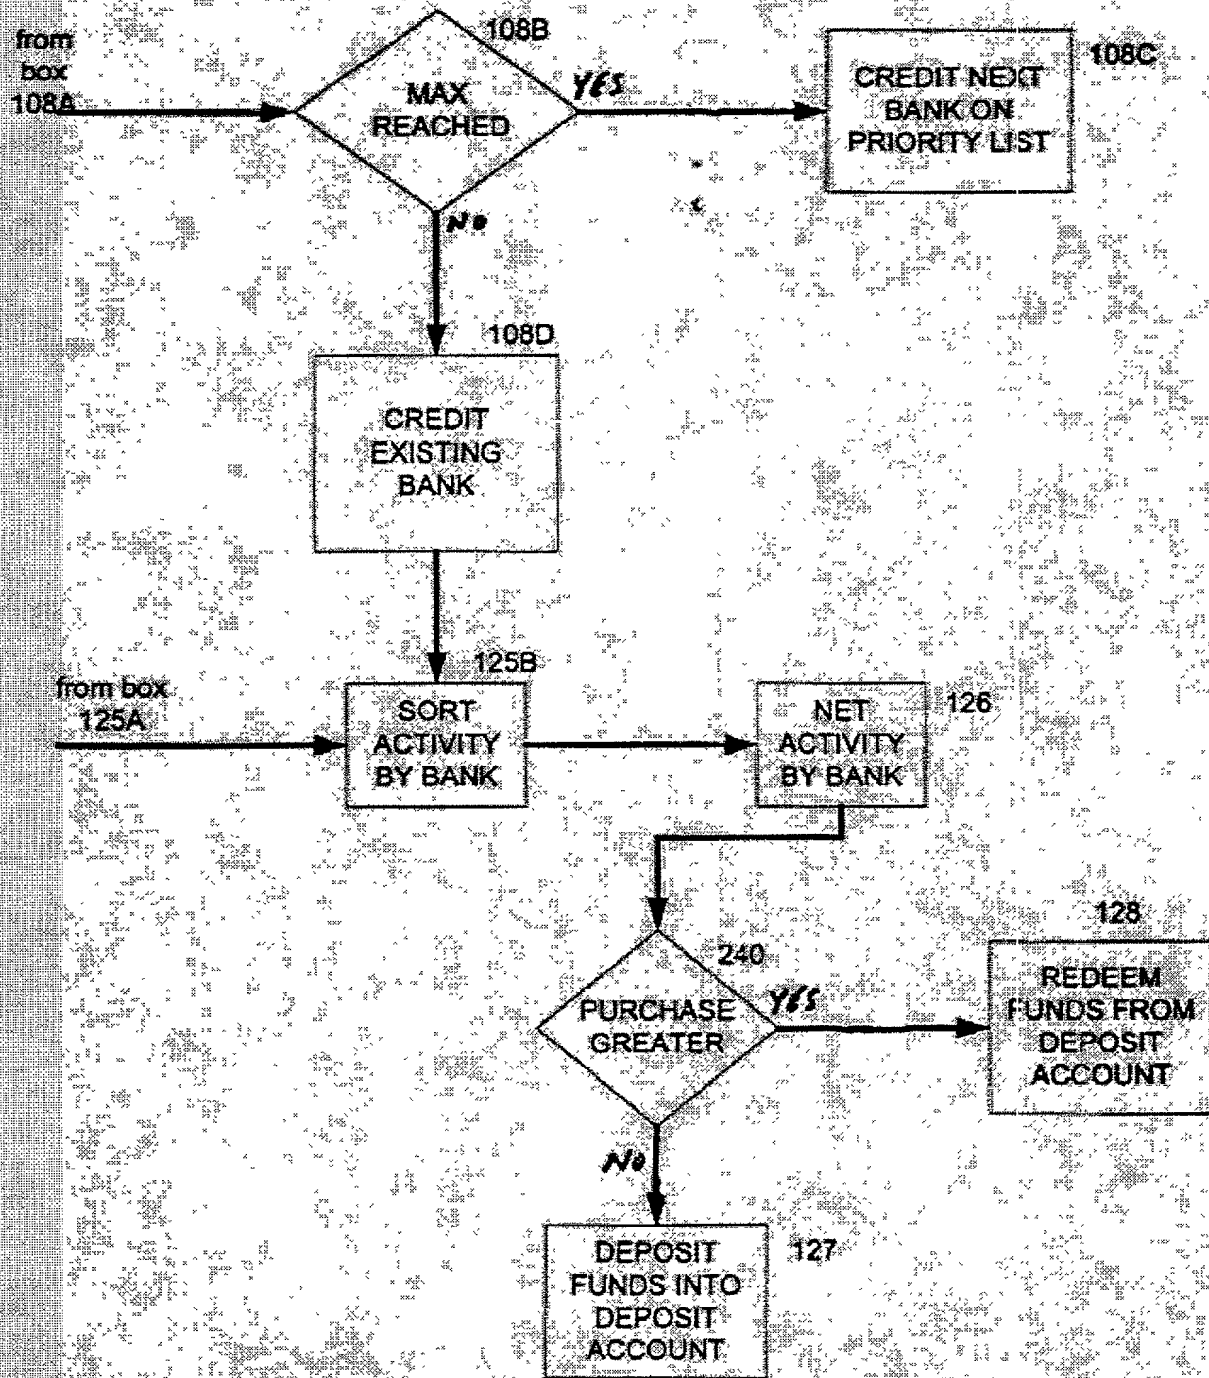 from
box
108A
108B
MAX
REACHED
YES
108C
CREDIT NEXT
BANK ON
PRIORITY LIST
NO
108D
CREDIT
EXISTING
BANK
from box
125A
125B
SORT
ACTIVITY
BY BANK
NET
ACTIVITY
BY BANK
126
240
PURCHASE
GREATER
YES
128
REDEEM
FUNDS FROM
DEPOSIT
ACCOUNT
No
DEPOSIT
FUNDS INTO
DEPOSIT
ACCOUNT
127